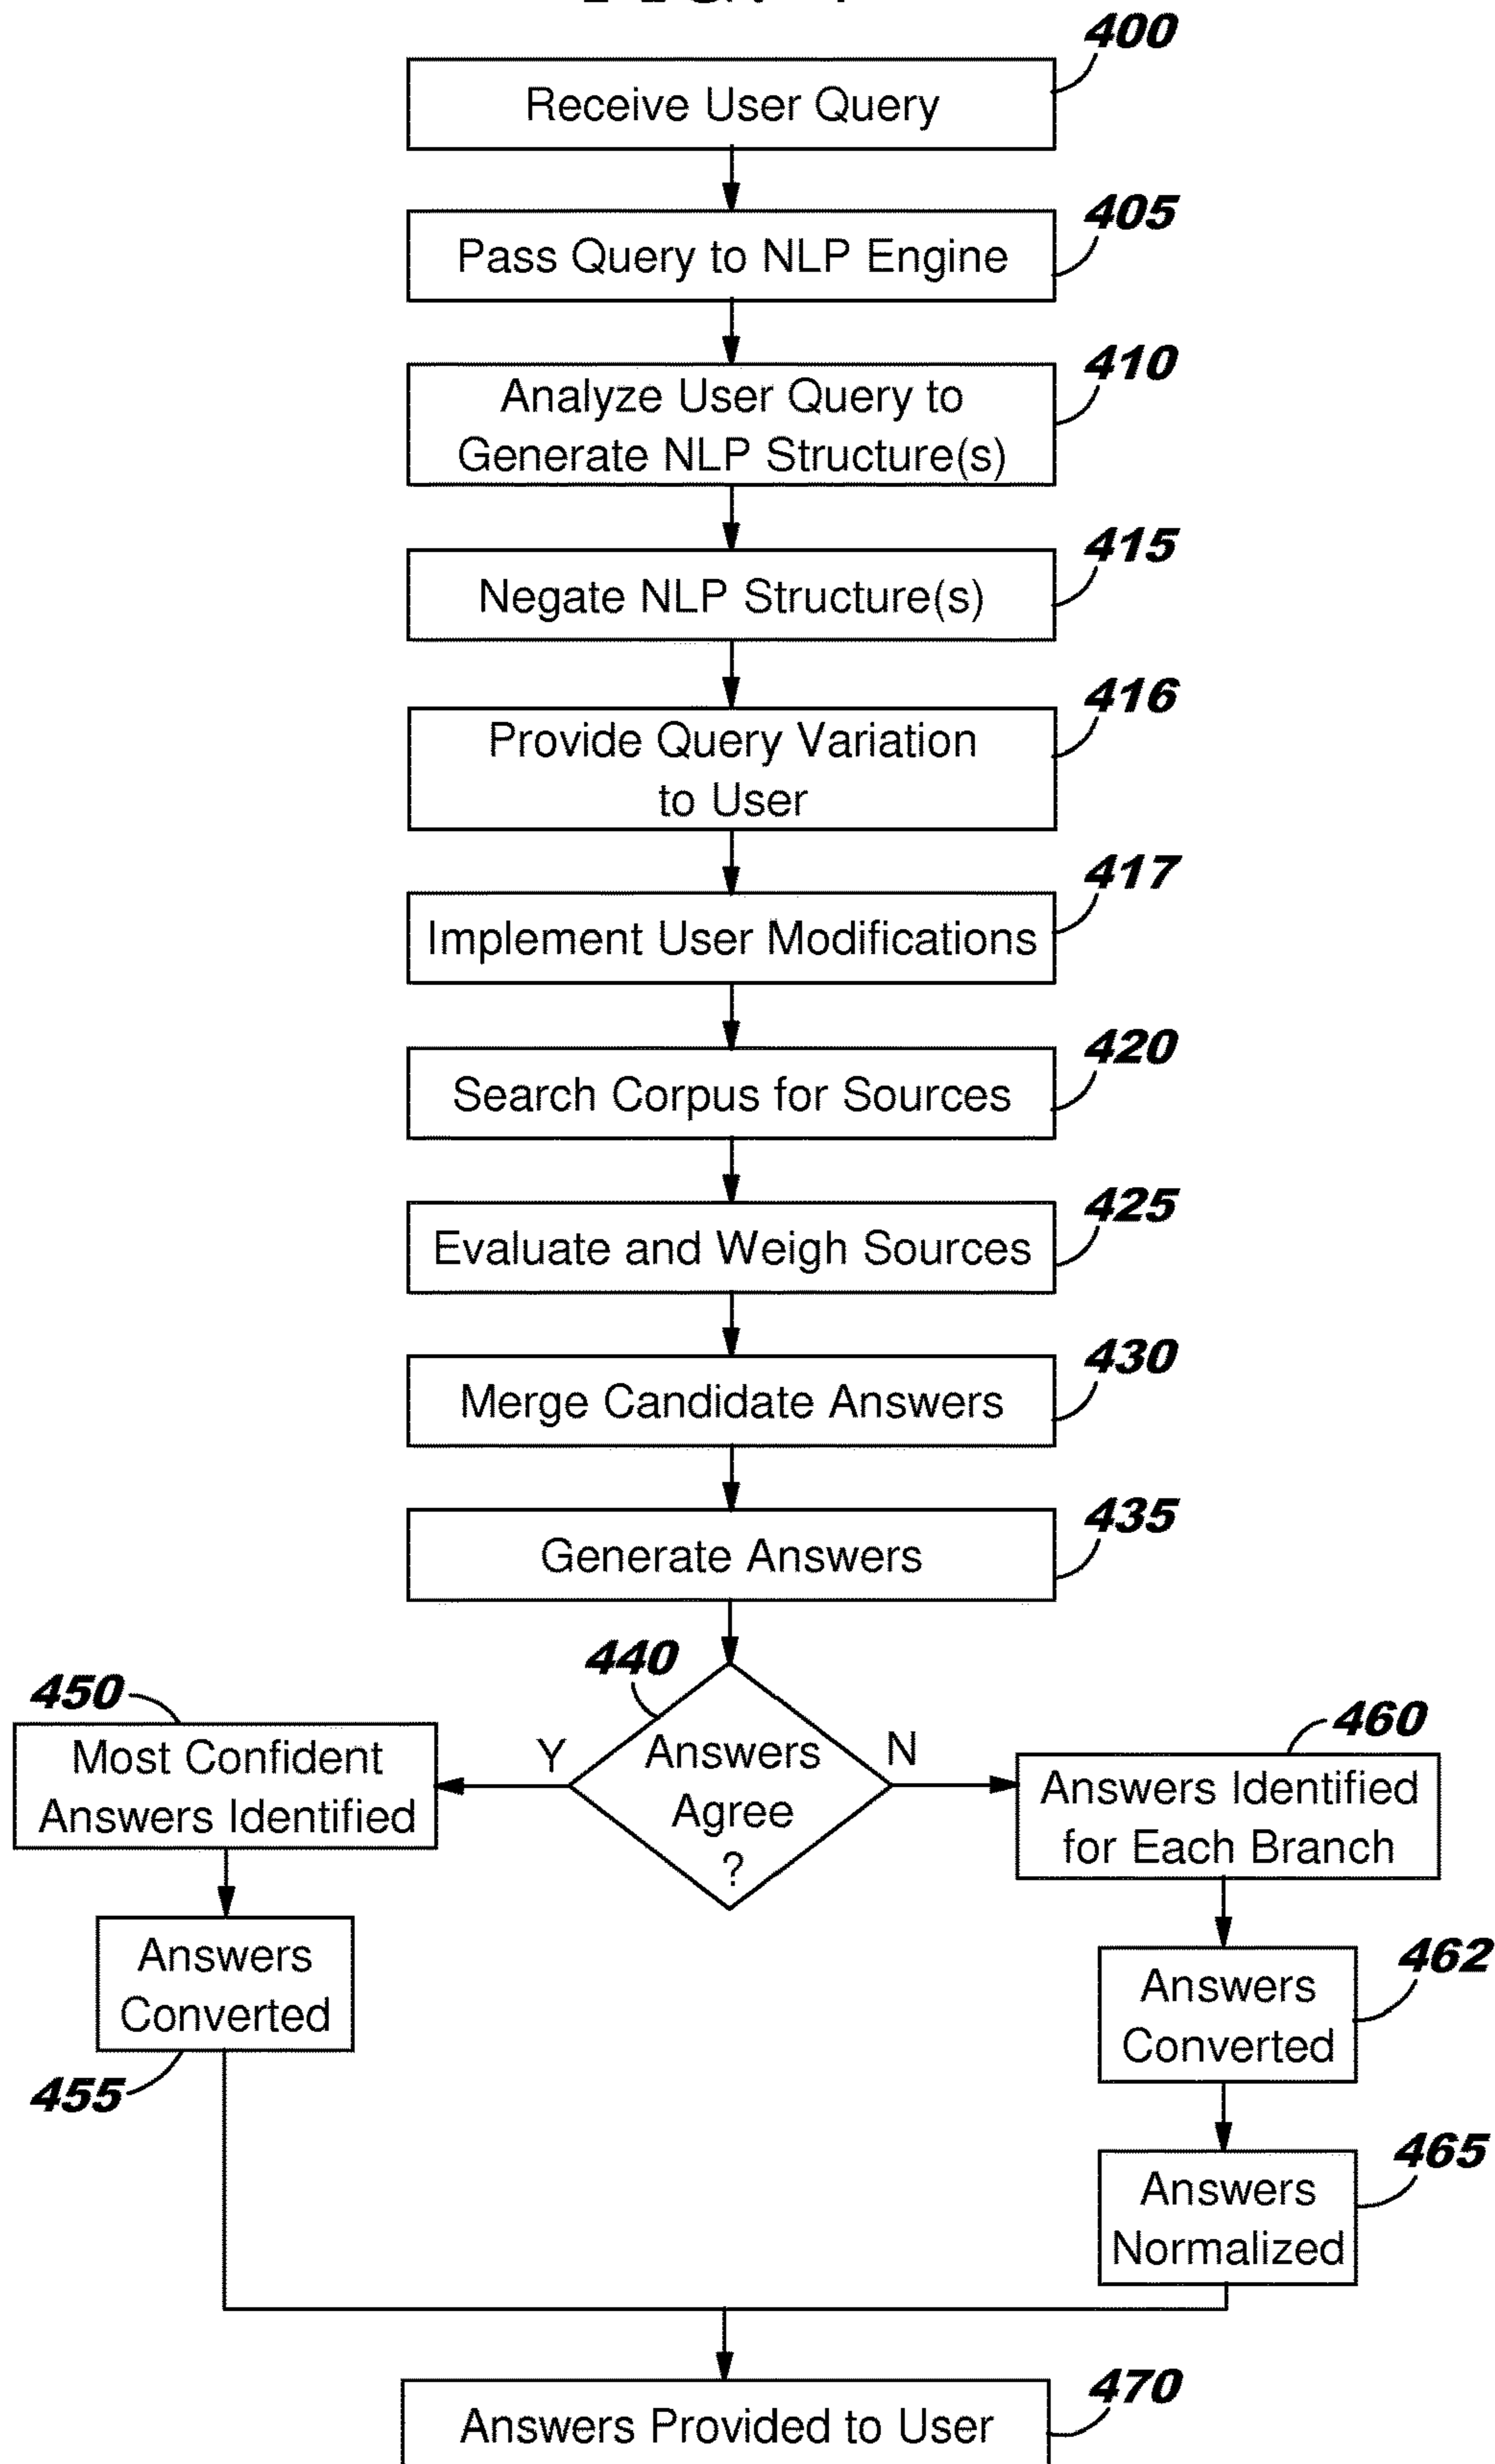 400
Receive User Query
405
Pass Query to NLP Engine
410
Analyze User Query to
Generate NLP Structure(s)
415
Negate NLP Structure(s)
416
Provide Query Variation
to User
417
Implement User Modifications
420
Search Corpus for Sources
425
Evaluate and Weigh Sources
430
Merge Candidate Answers
435
Generate Answers
440
Answers
Agree
?
Y
N
450
Most Confident
Answers Identified
455
Answers
Converted
460
Answers Identified
for Each Branch
462
Answers
Converted
465
Answers
Normalized
470
Answers Provided to User